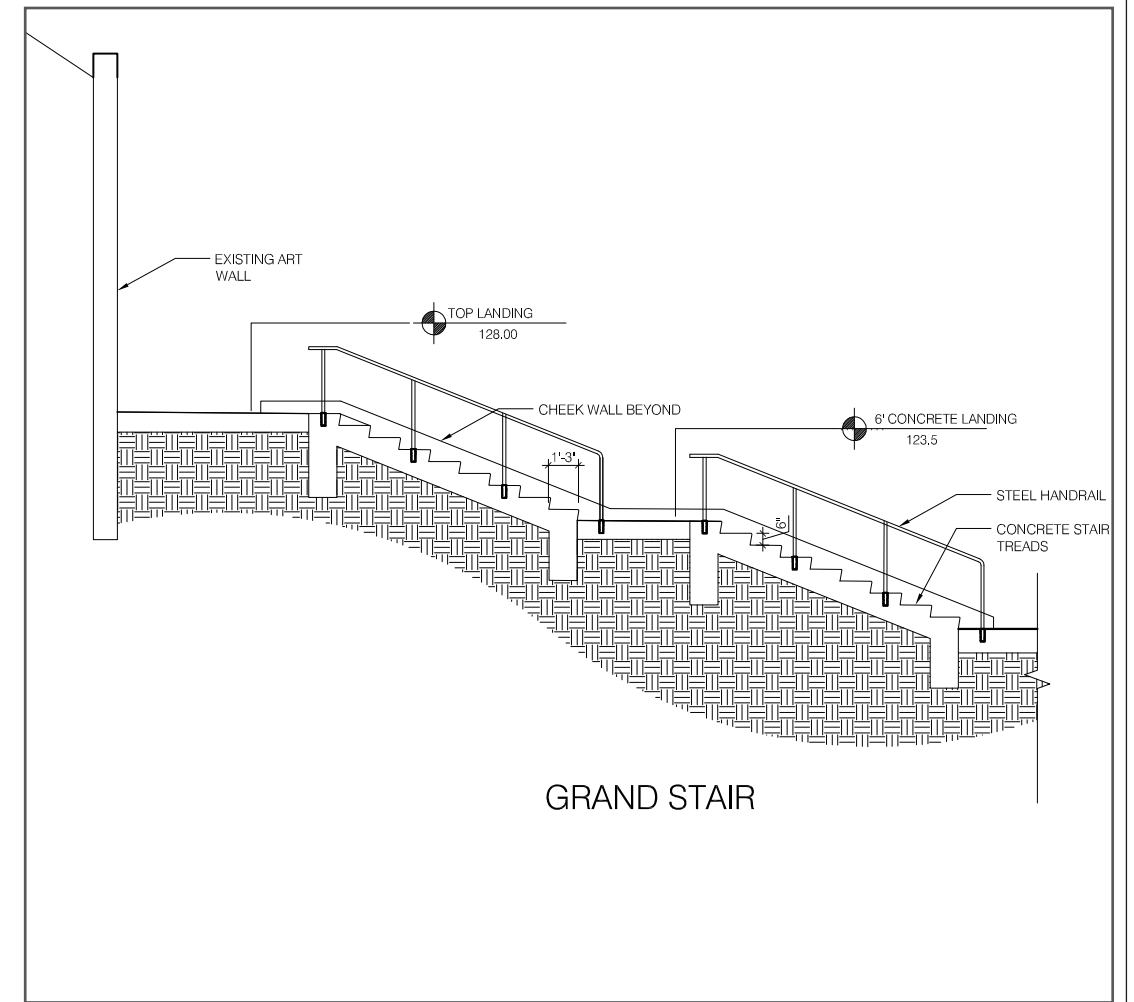 EXISTING ART
WALL
TOP LANDING
128.00
CHEEK WALL BEYOND
6' CONCRETE LANDING
123.5
1'-3"
6"
STEEL HANDRAIL
CONCRETE STAIR
TREADS
GRAND STAIR